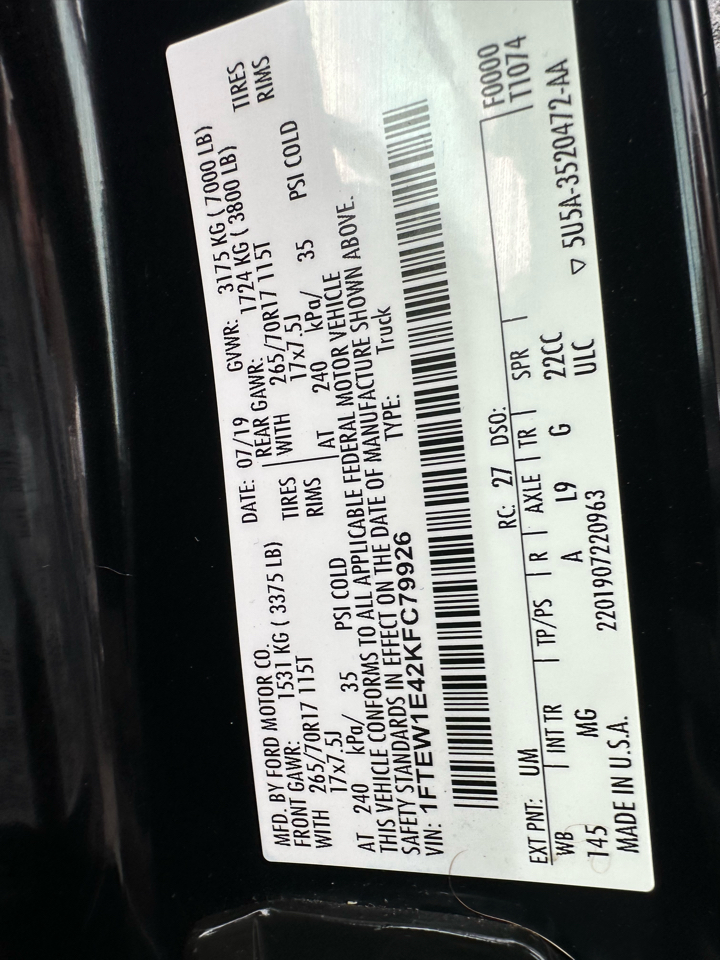 MFD. BY FORD MOTOR CO.
DATE: 07/19
GVWR: 3175 KG ( 7000 LB)
FRONT GAWR: 1531 KG ( 3375 LB)
REAR GAWR: 1724 KG ( 3800 LB)
WITH 265/70R17 115T TIRES
WITH 265/70R17 115T TIRES
17x7.5J RIMS
17x7.5J RIMS
AT 240 kPa/ 35 PSI COLD
AT 240 kPa/ 35 PSI COLD
THIS VEHICLE CONFORMS TO ALL APPLICABLE FEDERAL MOTOR VEHICLE
SAFETY STANDARDS IN EFFECT ON THE DATE OF MANUFACTURE SHOWN ABOVE.
VIN: 1FTEW1E42KFC79926
TYPE: Truck
EXT PNT: UM RC: 27 DSO: F0000
WB INT TR TP/PS R AXLE TR SPR T1074
145 MG A L9 G 22CC
2201907220963 ULC
MADE IN U.S.A. ▽ 5U5A-3520472-AA